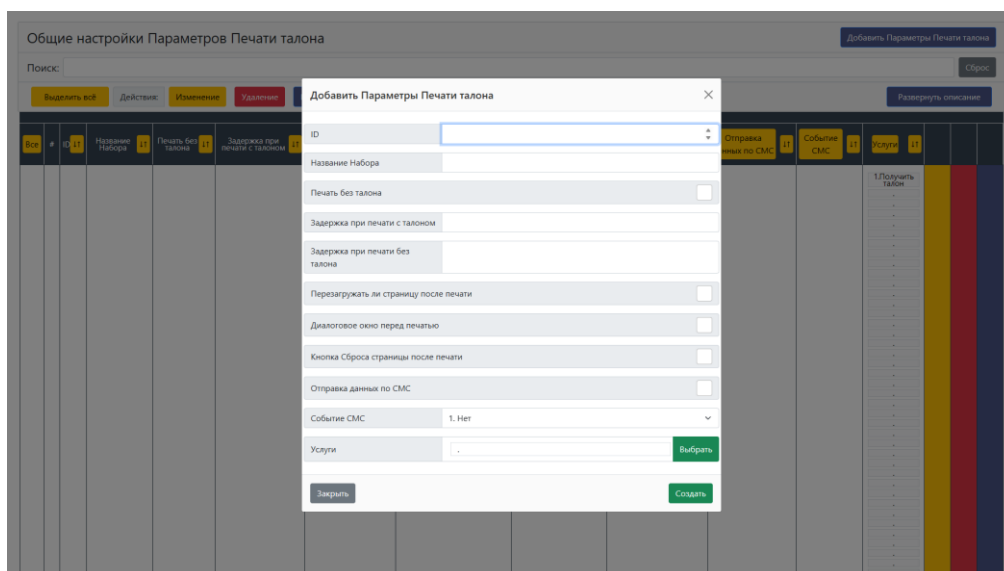 Общие настройки Параметров Печати талона
Добавить Параметры Печати талона
Поиск:
Сброс
Выделить всё
Действия:
Изменение
Удаление
Развернуть описание
Все
#
ID
Название
Набора
Печать без
талона
Задержка при
печати с талоном
Отправка
СМС
Событие
СМС
Услуги
1.Получить
талон
Добавить Параметры Печати талона
ID
Название Набора
Печать без талона
Задержка при печати с талоном
Задержка при печати без
талона
Перезагружать ли страницу после печати
Диалоговое окно перед печатью
Кнопка Сброса страницы после печати
Отправка данных по СМС
Событие СМС
1. Нет
Услуги
Выбрать
Закрыть
Создать